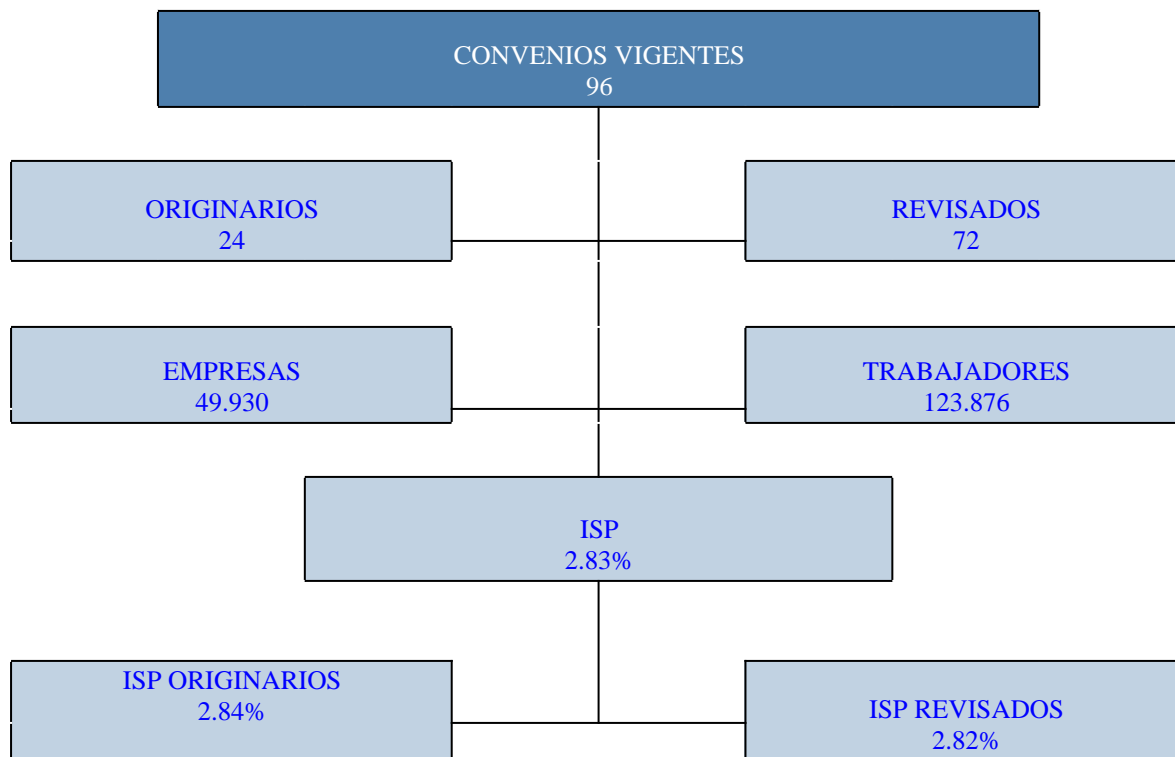 CONVENIOS VIGENTES
96
ORIGINARIOS
24
REVISADOS
72
EMPRESAS
49.930
TRABAJADORES
123.876
ISP
2.83%
ISP ORIGINARIOS
2.84%
ISP REVISADOS
2.82%